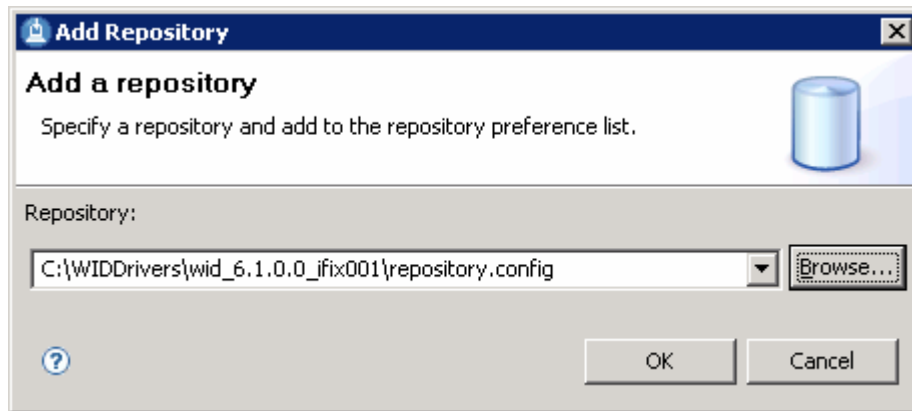 Add Repository
Add a repository
Specify a repository and add to the repository preference list.
Repository:
C:\WIDDrivers\wid_6.1.0.0_ifix001\repository.config
Browse...
?
OK
Cancel